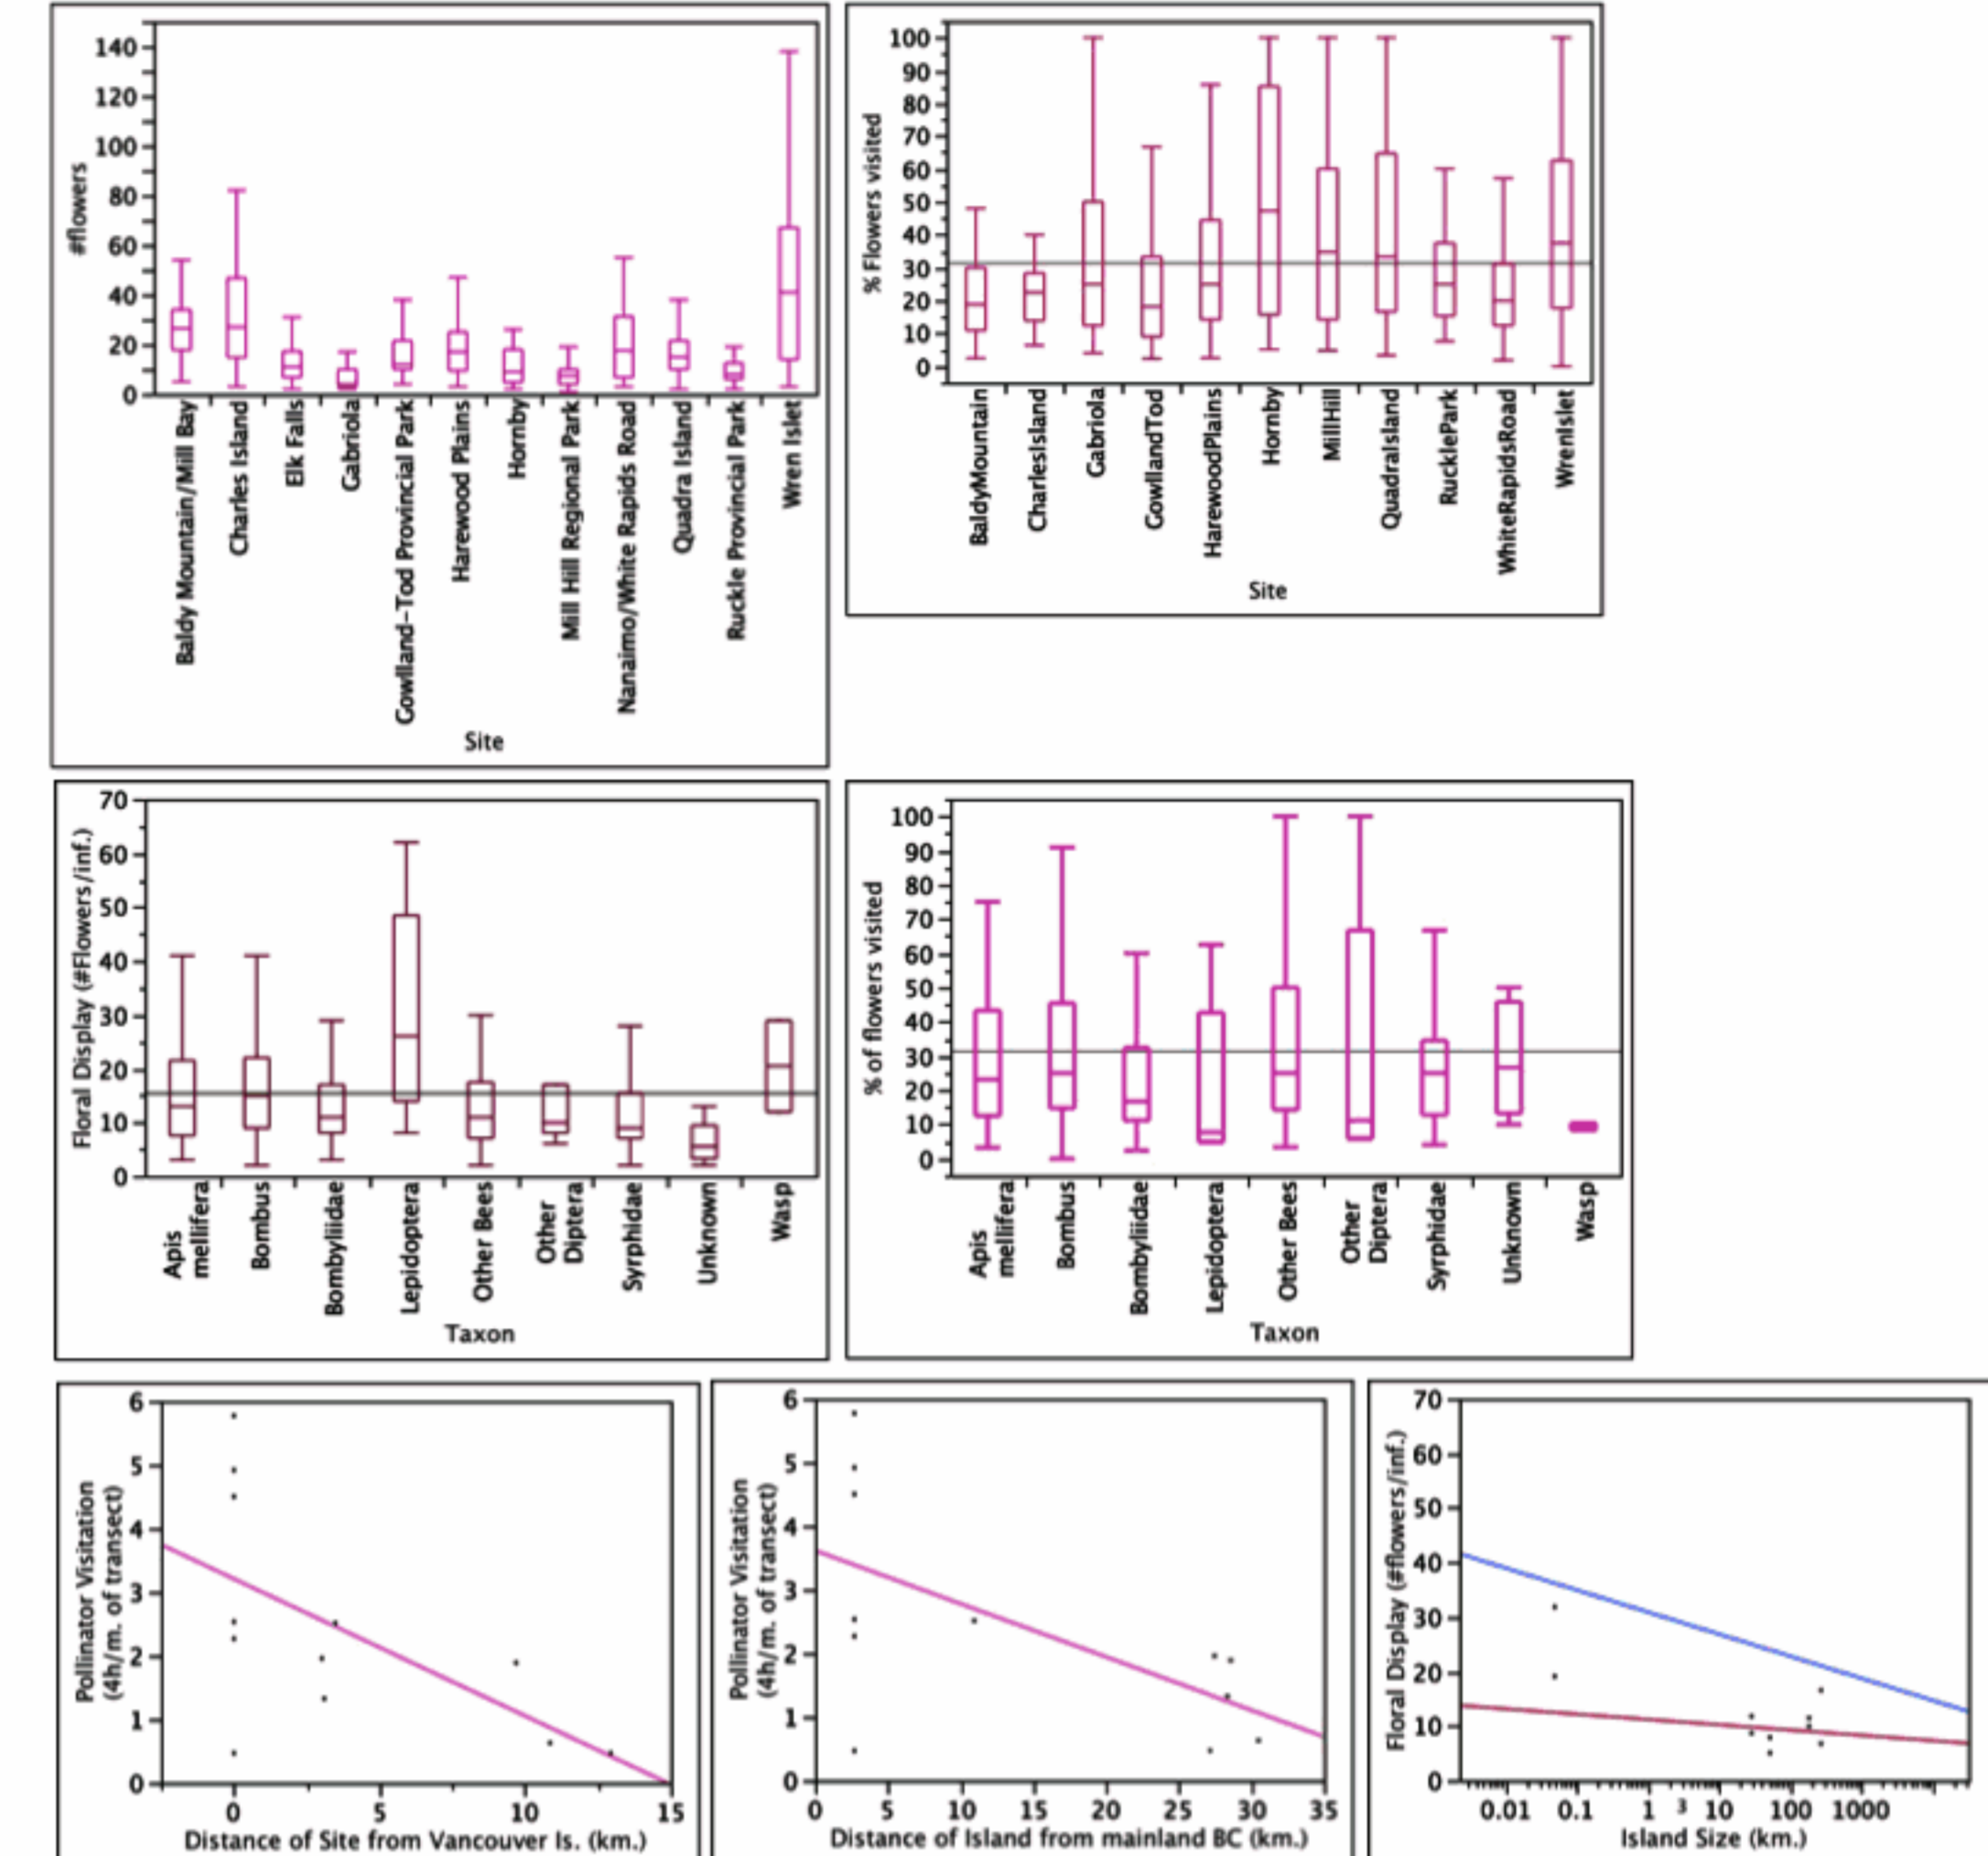 140
120
100
80
60
40
20
0
#flowers
Baldy Mountain/Mill Bay
Charles Island
Elk Falls
Gabriola
Gowlland-Tod Provincial Park
Harewood Plains
Hornby
Mill Hill Regional Park
Nanaimo/White Rapids Road
Quadra Island
Ruckle Provincial Park
Wren Islet
Site
100
90
80
70
60
50
40
30
20
10
0
% Flowers visited
BaldyMountain
CharlesIsland
Gabriola
GowllandTod
HarewoodPlains
Hornby
MillHill
QuadraIsland
RucklePark
WhiteRapidsRoad
WrenIslet
Site
70
60
50
40
30
20
10
0
Floral Display (#Flowers/inf.)
Apis
mellifera
Bombus
Bombyliidae
Lepidoptera
Other Bees
Other
Diptera
Syrphidae
Unknown
Wasp
Taxon
100
90
80
70
60
50
40
30
20
10
0
% of flowers visited
Apis
mellifera
Bombus
Bombyliidae
Lepidoptera
Other Bees
Other
Diptera
Syrphidae
Unknown
Wasp
Taxon
6
5
4
3
2
1
0
Pollinator Visitation
(4h/m. of transect)
0 5 10 15
Distance of Site from Vancouver Is. (km.)
6
5
4
3
2
1
0
Pollinator Visitation
(4h/m. of transect)
0 5 10 15 20 25 30 35
Distance of Island from mainland BC (km.)
70
60
50
40
30
20
10
0
Floral Display (#flowers/inf.)
0.01 0.1 1 3 10 100 1000
Island Size (km.)